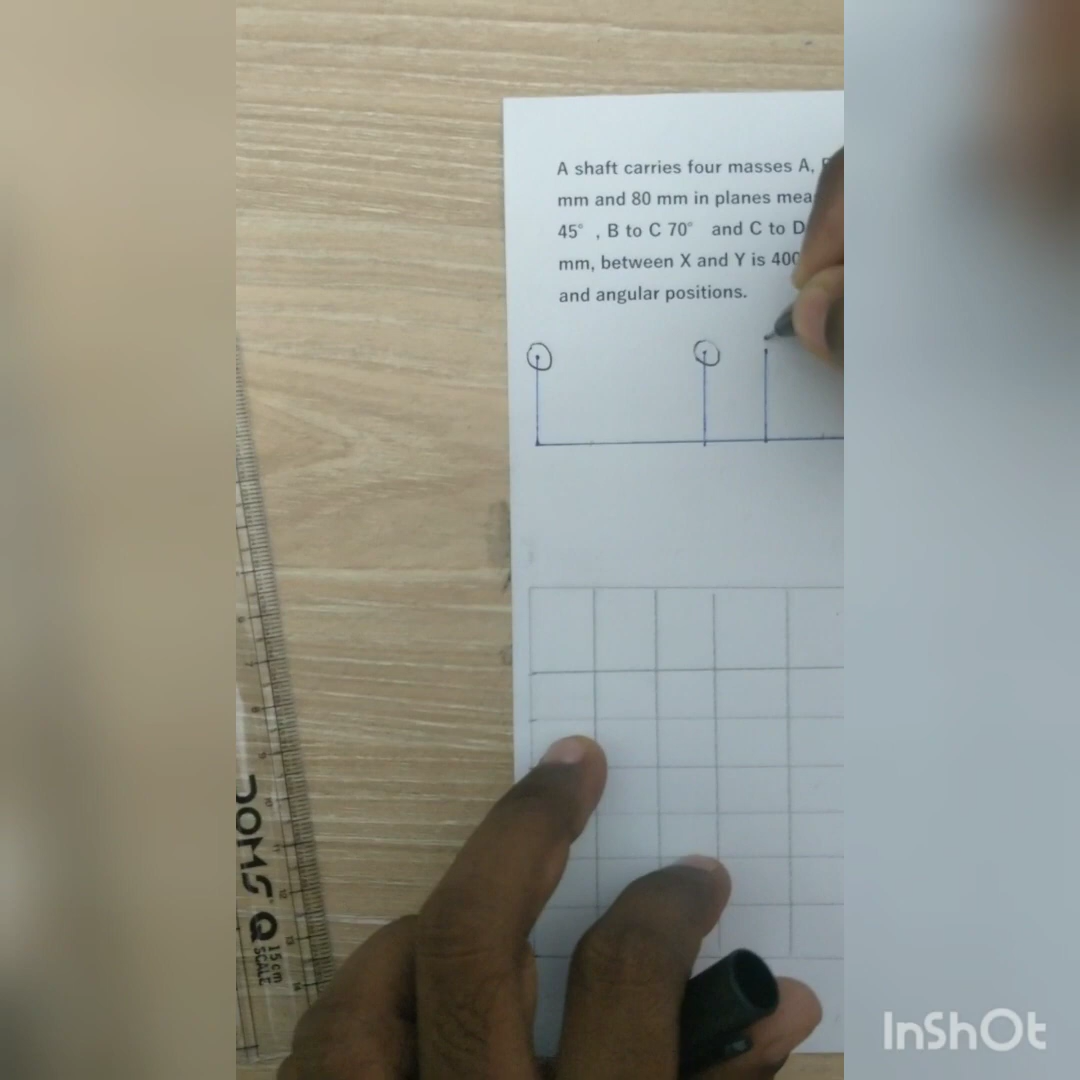 A shaft carries four masses A,
mm and 80 mm in planes mea
45° , B to C 70° and C to D
mm, between X and Y is 400
and angular positions.
DOMS Q
15 cm
SCALE
InShOt